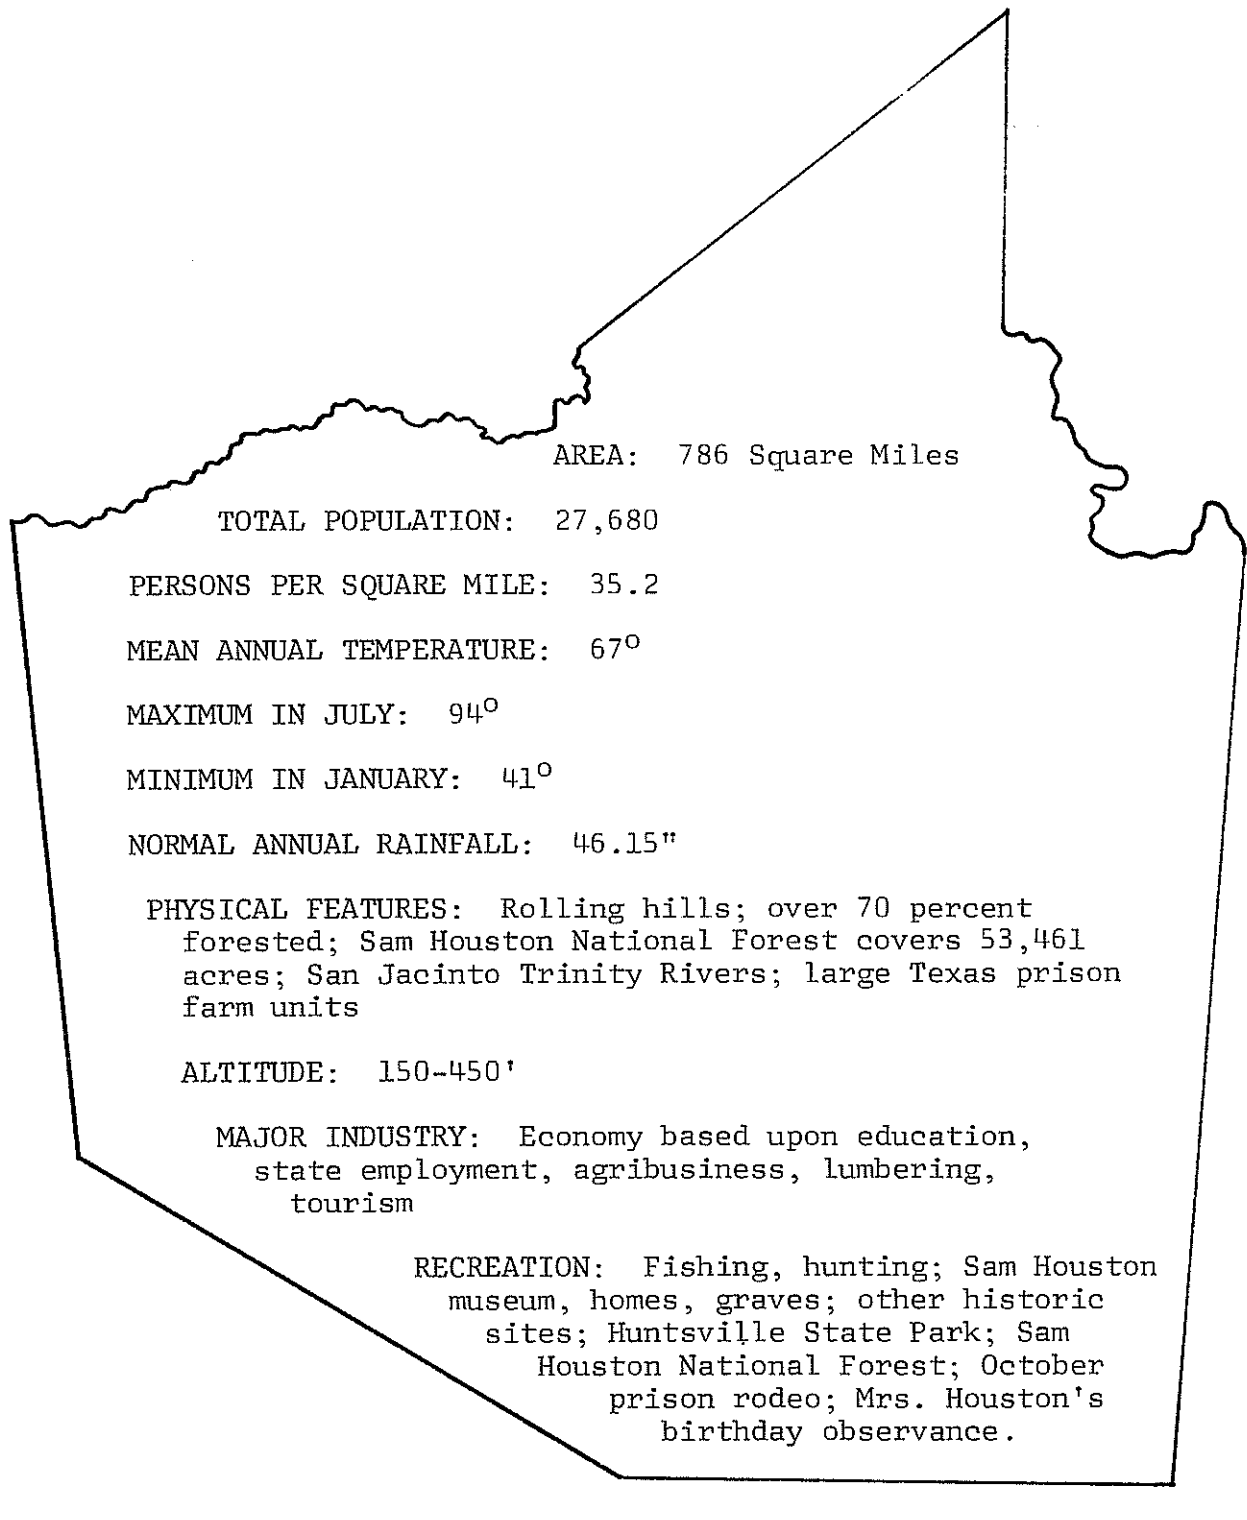 AREA: 786 Square Miles
TOTAL POPULATION: 27,680
PERSONS PER SQUARE MILE: 35.2
MEAN ANNUAL TEMPERATURE: 67°
MAXIMUM IN JULY: 94°
MINIMUM IN JANUARY: 41°
NORMAL ANNUAL RAINFALL: 46.15"
PHYSICAL FEATURES: Rolling hills; over 70 percent
forested; Sam Houston National Forest covers 53,461
acres; San Jacinto Trinity Rivers; large Texas prison
farm units
ALTITUDE: 150-450'
MAJOR INDUSTRY: Economy based upon education,
state employment, agribusiness, lumbering,
tourism
RECREATION: Fishing, hunting; Sam Houston
museum, homes, graves; other historic
sites; Huntsville State Park; Sam
Houston National Forest; October
prison rodeo; Mrs. Houston's
birthday observance.